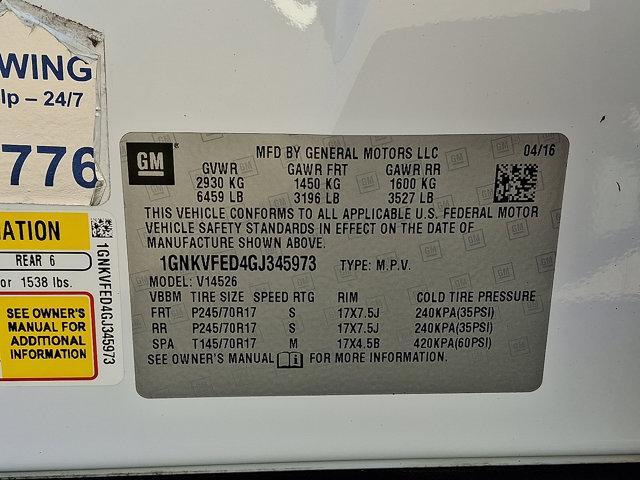 WING
lp – 24/7
776
ATION
REAR 6
or 1538 lbs.
SEE OWNER'S
MANUAL FOR
ADDITIONAL
INFORMATION
1GNKVFED4GJ345973
GM
MFD BY GENERAL MOTORS LLC 04/16
GVWR GAWR FRT GAWR RR
2930 KG 1450 KG 1600 KG
6459 LB 3196 LB 3527 LB
THIS VEHICLE CONFORMS TO ALL APPLICABLE U.S. FEDERAL MOTOR
VEHICLE SAFETY STANDARDS IN EFFECT ON THE DATE OF
MANUFACTURE SHOWN ABOVE.
1GNKVFED4GJ345973 TYPE: M.P.V.
MODEL: V14526
VBBM TIRE SIZE SPEED RTG RIM COLD TIRE PRESSURE
FRT P245/70R17 S 17X7.5J 240KPA(35PSI)
RR P245/70R17 S 17X7.5J 240KPA(35PSI)
SPA T145/70R17 M 17X4.5B 420KPA(60PSI)
SEE OWNER'S MANUAL FOR MORE INFORMATION.